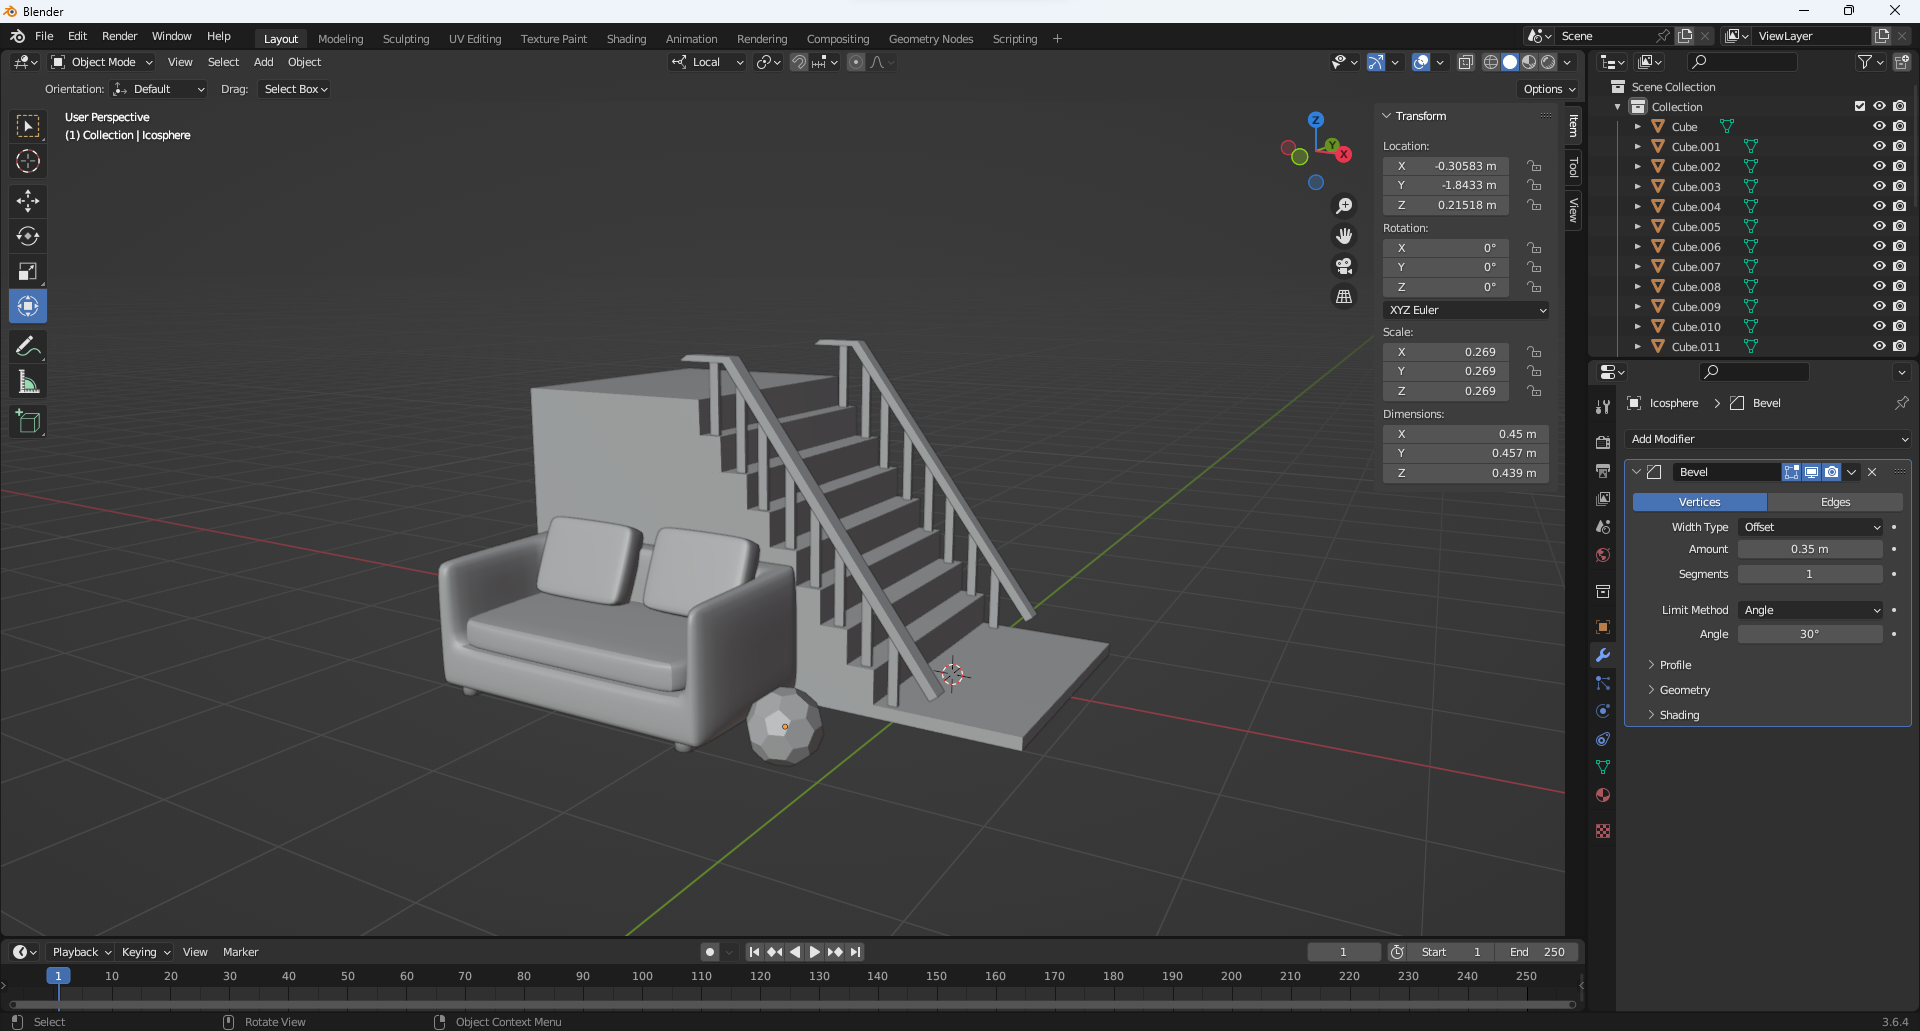 Blender
File Edit Render Window Help Layout Modeling Sculpting UV Editing Texture Paint Shading Animation Rendering Compositing Geometry Nodes Scripting + Scene ViewLayer
Object Mode View Select Add Object Local
Orientation: Default Drag: Select Box Options
User Perspective
(1) Collection | Icosphere
Z
Y
X
Transform
Location:
X -0.30583 m
Y -1.8433 m
Z 0.21518 m
Rotation:
X 0°
Y 0°
Z 0°
XYZ Euler
Scale:
X 0.269
Y 0.269
Z 0.269
Dimensions:
X 0.45 m
Y 0.457 m
Z 0.439 m
Item
Tool
View
Scene Collection
Collection
Cube
Cube.001
Cube.002
Cube.003
Cube.004
Cube.005
Cube.006
Cube.007
Cube.008
Cube.009
Cube.010
Cube.011
Icosphere > Bevel
Add Modifier
Bevel
Vertices Edges
Width Type Offset
Amount 0.35 m
Segments 1
Limit Method Angle
Angle 30°
> Profile
> Geometry
> Shading
Playback Keying View Marker 1 Start 1 End 250
1 10 20 30 40 50 60 70 80 90 100 110 120 130 140 150 160 170 180 190 200 210 220 230 240 250
Select Rotate View Object Context Menu 3.6.4